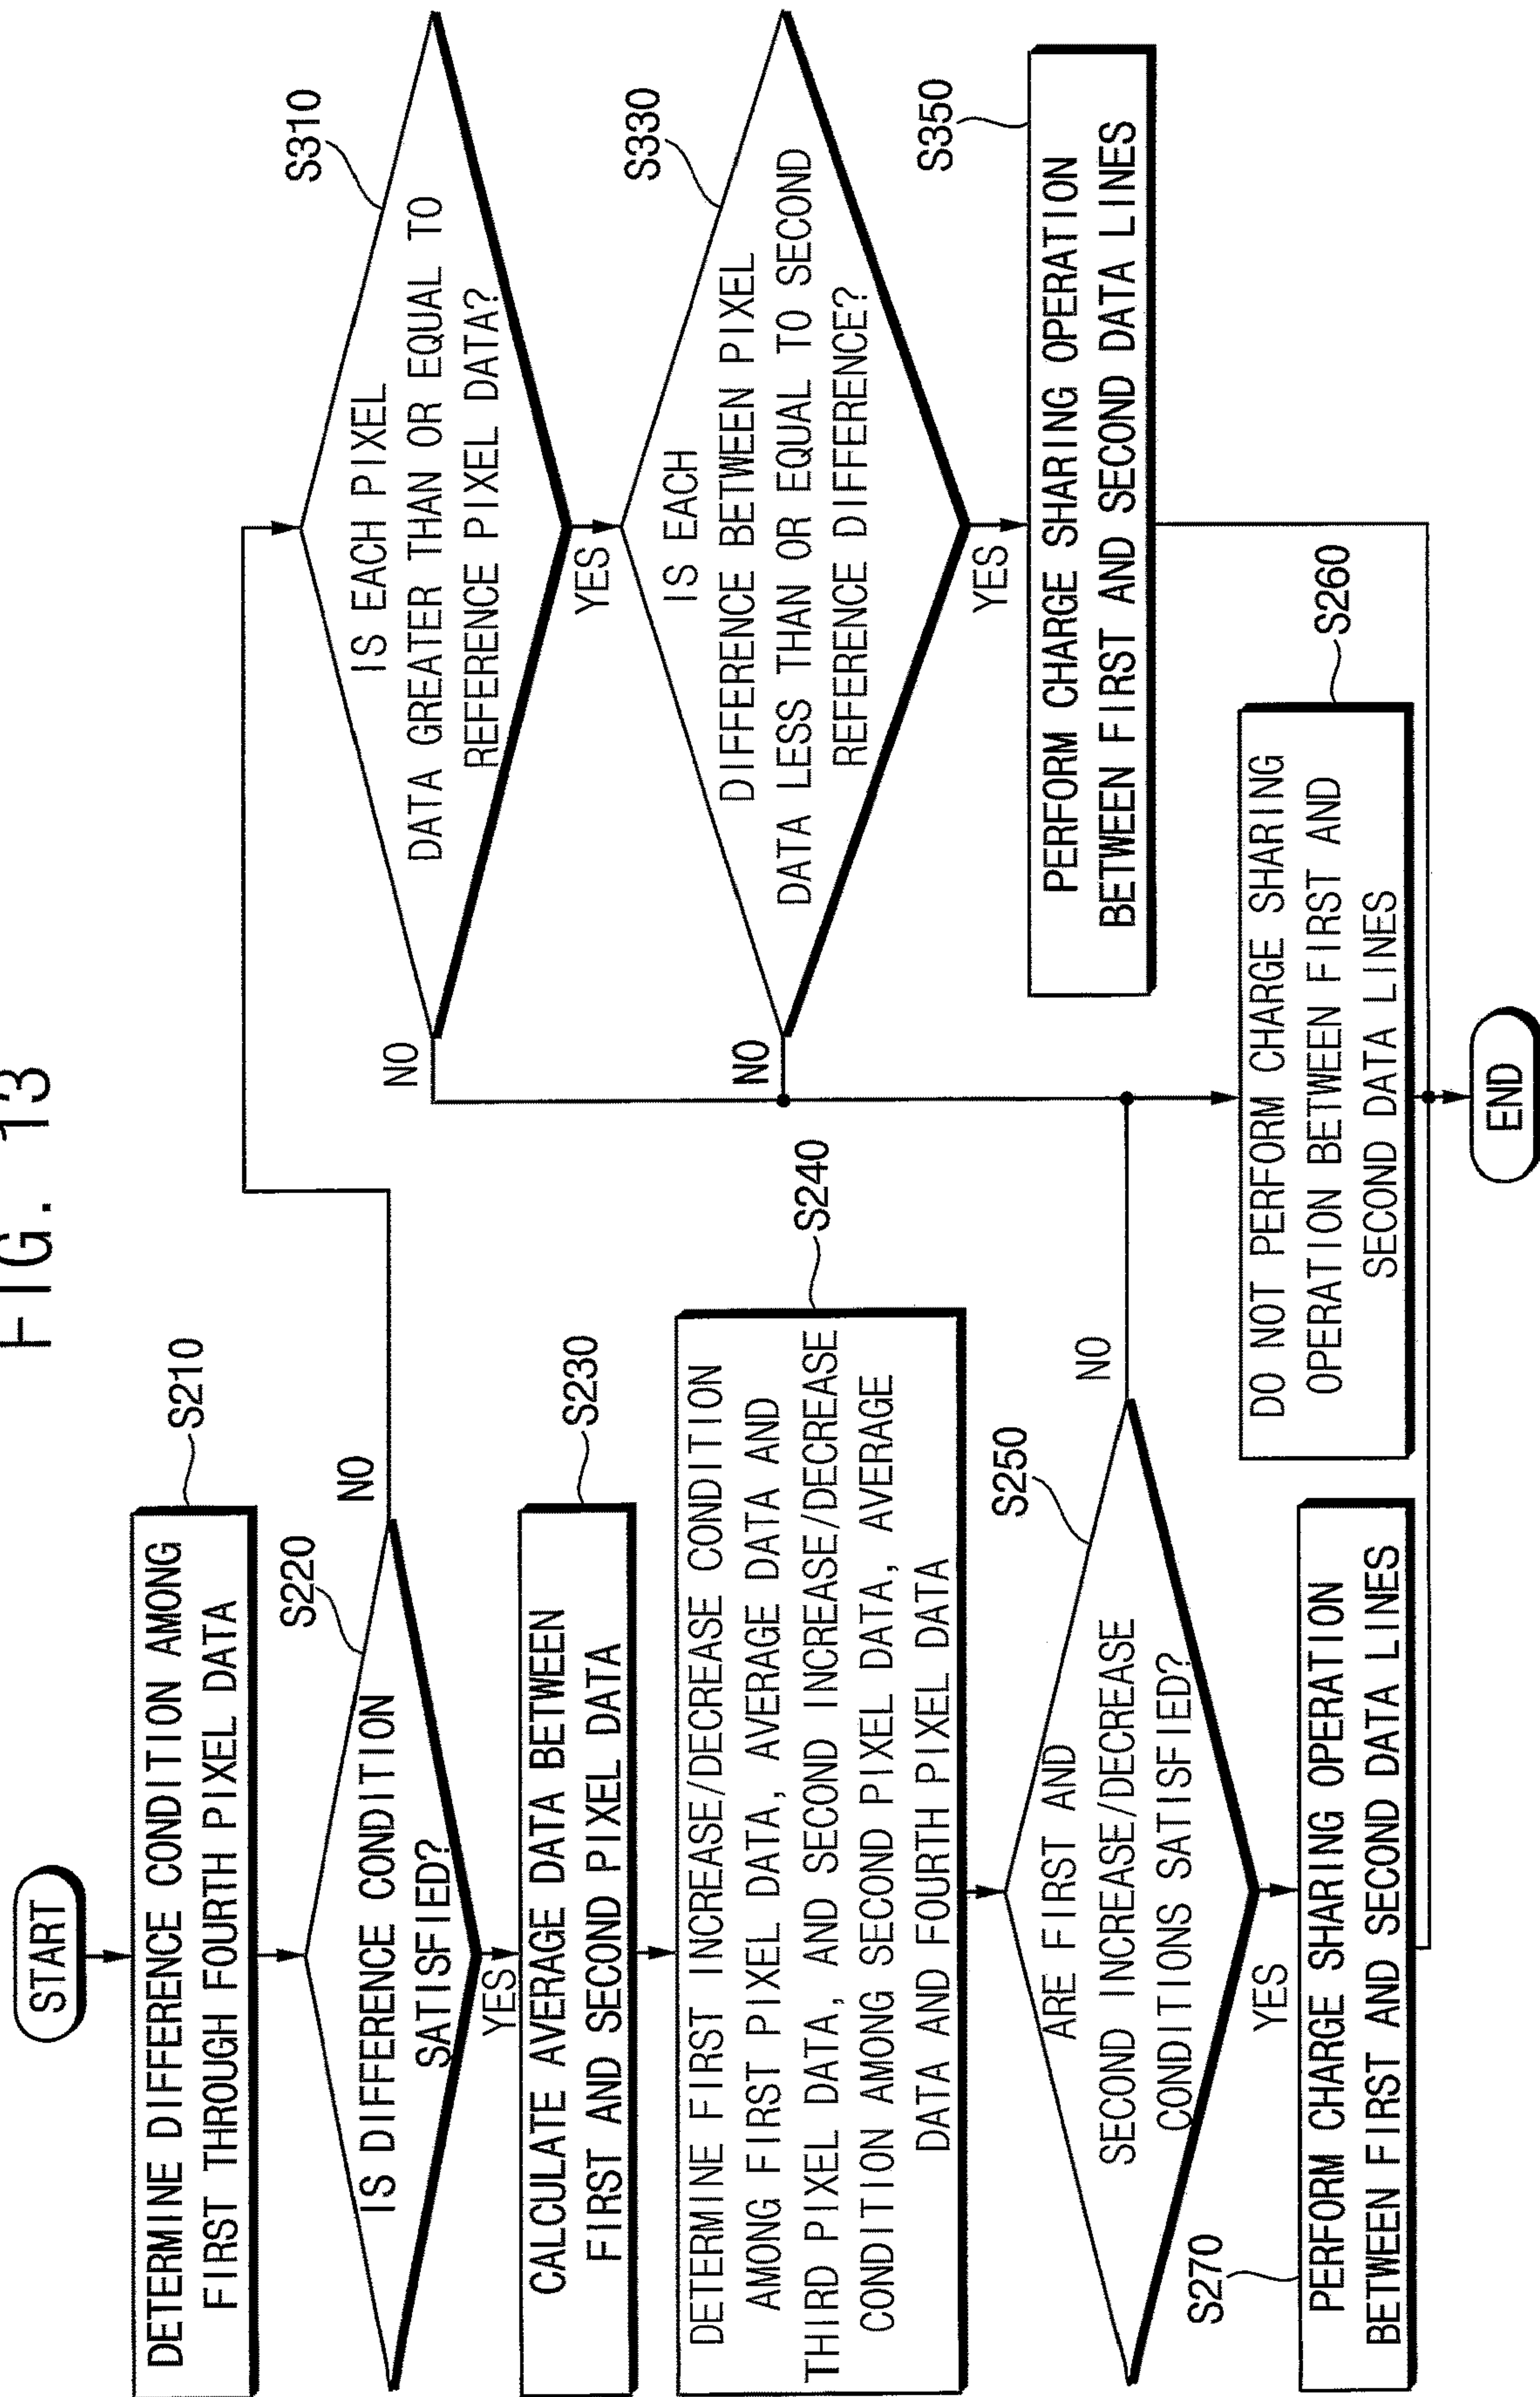 FIG. 13
START
DETERMINE DIFFERENCE CONDITION AMONG
FIRST THROUGH FOURTH PIXEL DATA
S210
IS DIFFERENCE CONDITION
SATISFIED?
S220
NO
YES
CALCULATE AVERAGE DATA BETWEEN
FIRST AND SECOND PIXEL DATA
S230
DETERMINE FIRST INCREASE/DECREASE CONDITION
AMONG FIRST PIXEL DATA, AVERAGE DATA AND
THIRD PIXEL DATA, AND SECOND INCREASE/DECREASE
CONDITION AMONG SECOND PIXEL DATA, AVERAGE
DATA AND FOURTH PIXEL DATA
S240
ARE FIRST AND
SECOND INCREASE/DECREASE
CONDITIONS SATISFIED?
S250
NO
YES
S270
PERFORM CHARGE SHARING OPERATION
BETWEEN FIRST AND SECOND DATA LINES
IS EACH PIXEL
DATA GREATER THAN OR EQUAL TO
REFERENCE PIXEL DATA?
S310
NO
YES
IS EACH
DIFFERENCE BETWEEN PIXEL
DATA LESS THAN OR EQUAL TO SECOND
REFERENCE DIFFERENCE?
S330
NO
YES
PERFORM CHARGE SHARING OPERATION
BETWEEN FIRST AND SECOND DATA LINES
S350
DO NOT PERFORM CHARGE SHARING
OPERATION BETWEEN FIRST AND
SECOND DATA LINES
S260
END